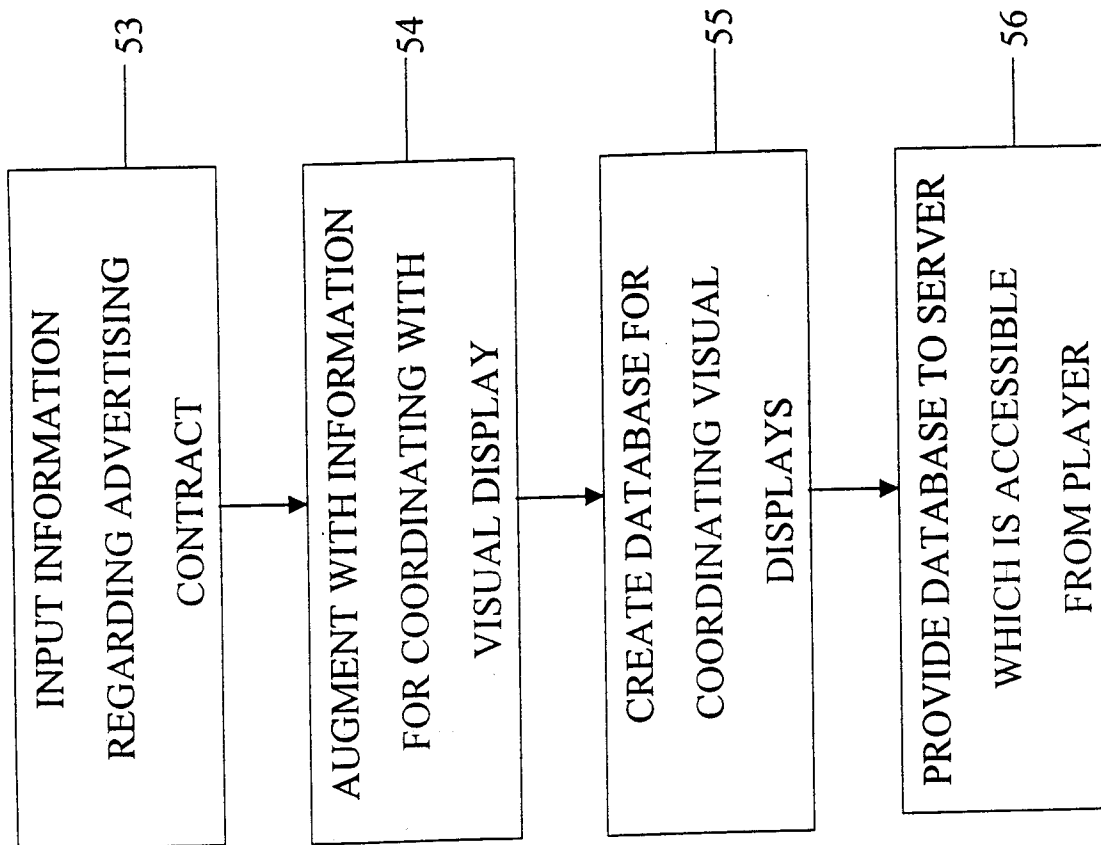 INPUT INFORMATION
REGARDING ADVERTISING
CONTRACT
53
AUGMENT WITH INFORMATION
FOR COORDINATING WITH
VISUAL DISPLAY
54
CREATE DATABASE FOR
COORDINATING VISUAL
DISPLAYS
55
PROVIDE DATABASE TO SERVER
WHICH IS ACCESSIBLE
FROM PLAYER
56